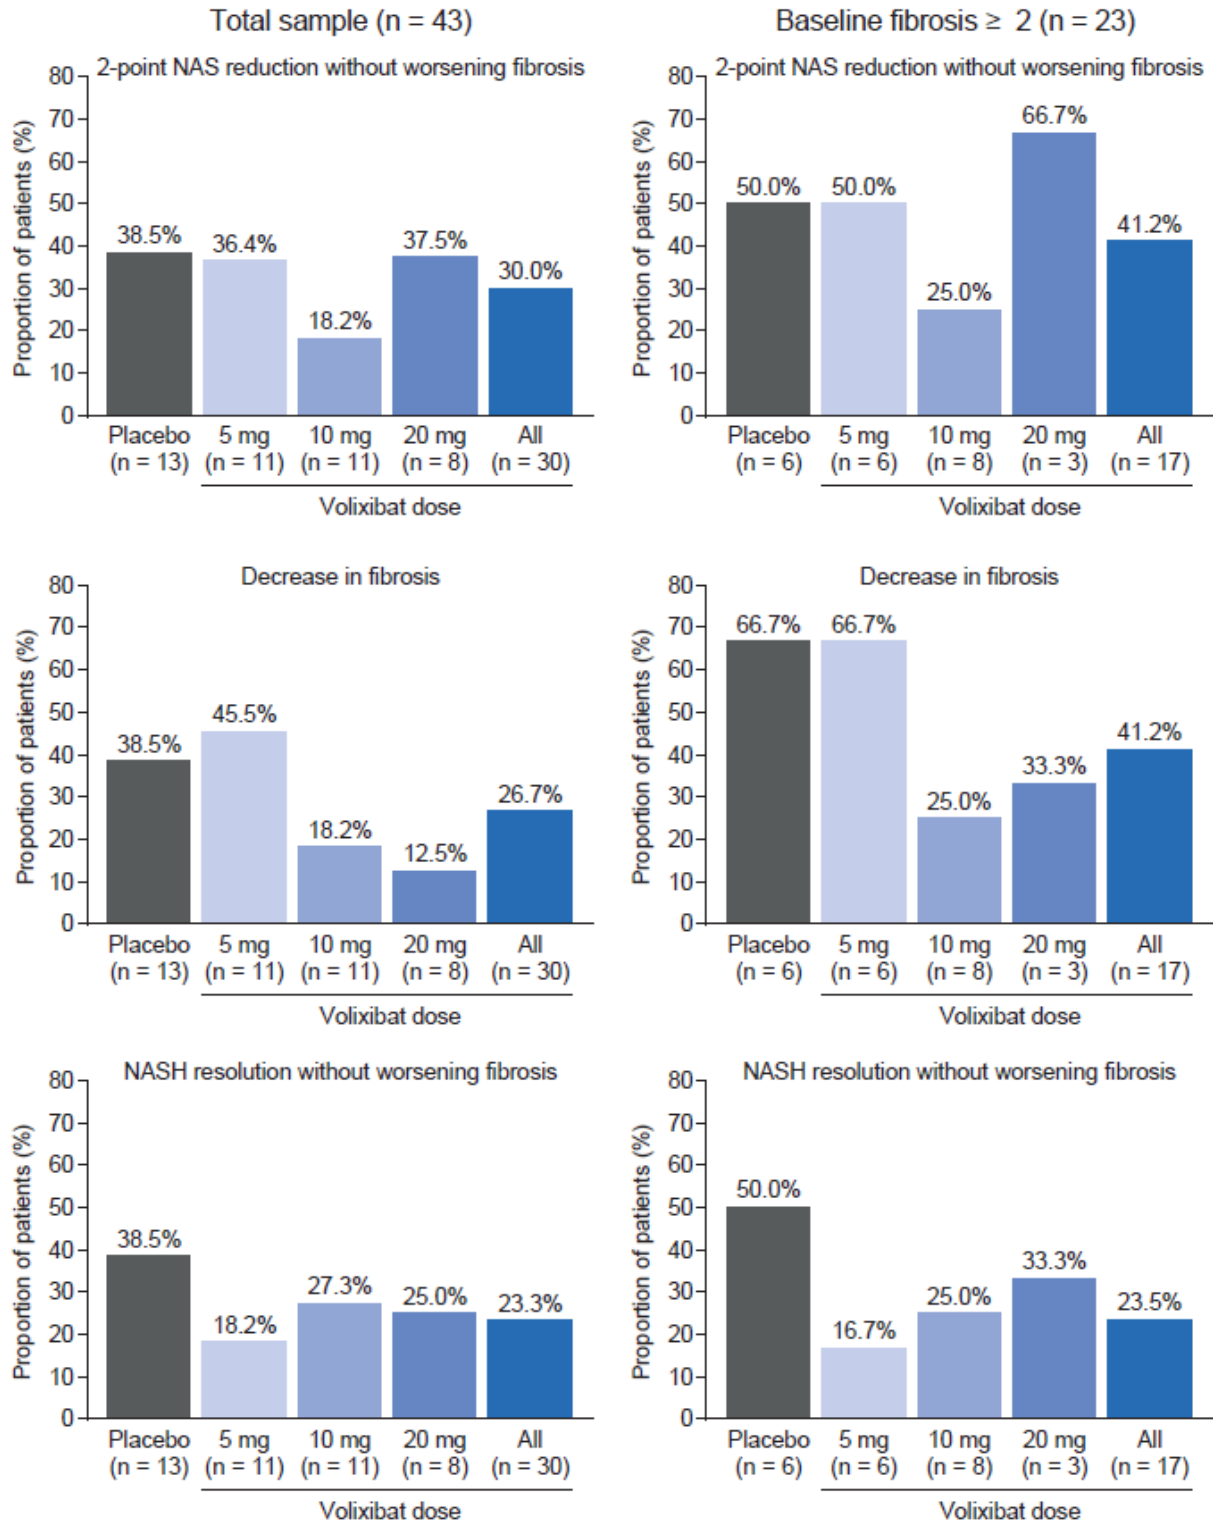 Total sample (n = 43)
2-point NAS reduction without worsening fibrosis
Proportion of patients (%)
80
70
60
50
40
30
20
10
0
38.5%
36.4%
18.2%
37.5%
30.0%
Placebo 5 mg 10 mg 20 mg All
(n = 13) (n = 11) (n = 11) (n = 8) (n = 30)
Volixibat dose
Baseline fibrosis ≥ 2 (n = 23)
2-point NAS reduction without worsening fibrosis
Proportion of patients (%)
80
70
60
50
40
30
20
10
0
50.0%
50.0%
25.0%
66.7%
41.2%
Placebo 5 mg 10 mg 20 mg All
(n = 6) (n = 6) (n = 8) (n = 3) (n = 17)
Volixibat dose
Decrease in fibrosis
Proportion of patients (%)
80
70
60
50
40
30
20
10
0
38.5%
45.5%
18.2%
12.5%
26.7%
Placebo 5 mg 10 mg 20 mg All
(n = 13) (n = 11) (n = 11) (n = 8) (n = 30)
Volixibat dose
Decrease in fibrosis
Proportion of patients (%)
80
70
60
50
40
30
20
10
0
66.7%
66.7%
25.0%
33.3%
41.2%
Placebo 5 mg 10 mg 20 mg All
(n = 6) (n = 6) (n = 8) (n = 3) (n = 17)
Volixibat dose
NASH resolution without worsening fibrosis
Proportion of patients (%)
80
70
60
50
40
30
20
10
0
38.5%
18.2%
27.3%
25.0%
23.3%
Placebo 5 mg 10 mg 20 mg All
(n = 13) (n = 11) (n = 11) (n = 8) (n = 30)
Volixibat dose
NASH resolution without worsening fibrosis
Proportion of patients (%)
80
70
60
50
40
30
20
10
0
50.0%
16.7%
25.0%
33.3%
23.5%
Placebo 5 mg 10 mg 20 mg All
(n = 6) (n = 6) (n = 8) (n = 3) (n = 17)
Volixibat dose